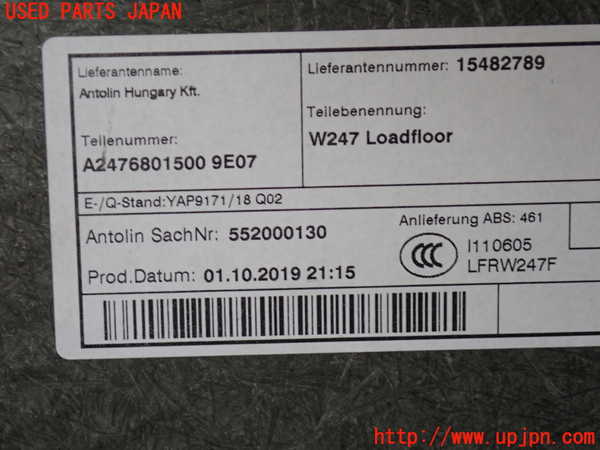 USED PARTS JAPAN
Lieferantenname:
Antolin Hungary Kft.
Lieferantennummer: 15482789
Teilenummer:
A2476801500 9E07
Teilebenennung:
W247 Loadfloor
E-/Q-Stand:YAP9171/18 Q02
Antolin SachNr: 552000130
Prod.Datum: 01.10.2019 21:15
Anlieferung ABS: 461
CCC
I110605
LFRW247F
http://www.upjpn.com/